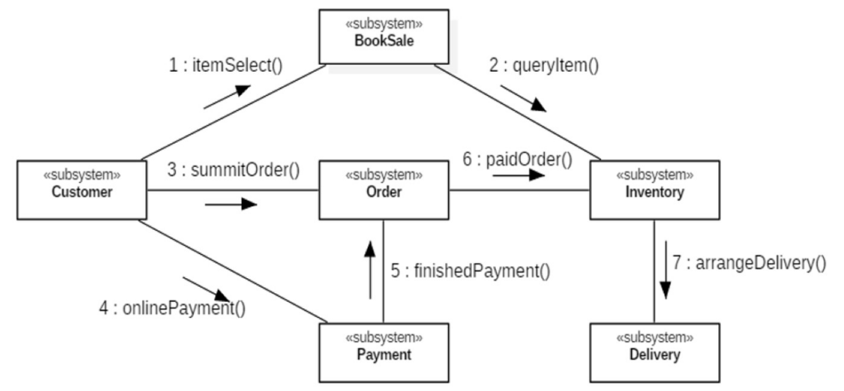 «subsystem»
BookSale
1 : itemSelect()
2 : queryItem()
«subsystem»
Customer
3 : summitOrder()
«subsystem»
Order
6 : paidOrder()
«subsystem»
Inventory
4 : onlinePayment()
5 : finishedPayment()
7 : arrangeDelivery()
«subsystem»
Payment
«subsystem»
Delivery